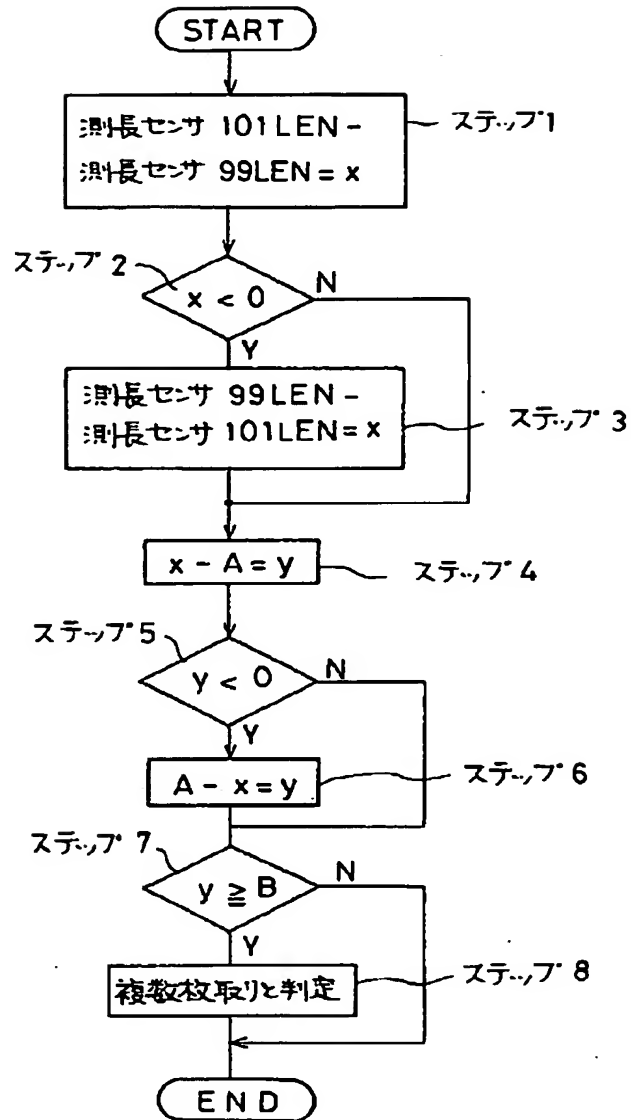 START
測長センサ 101LEN-
測長センサ 99LEN = x
ステップ1
ステップ2
x < 0
N
Y
測長センサ 99LEN-
測長センサ 101LEN = x
ステップ3
x - A = y
ステップ4
ステップ5
y < 0
N
Y
A - x = y
ステップ6
ステップ7
y ≧ B
N
Y
複数枚取りと判定
ステップ8
END